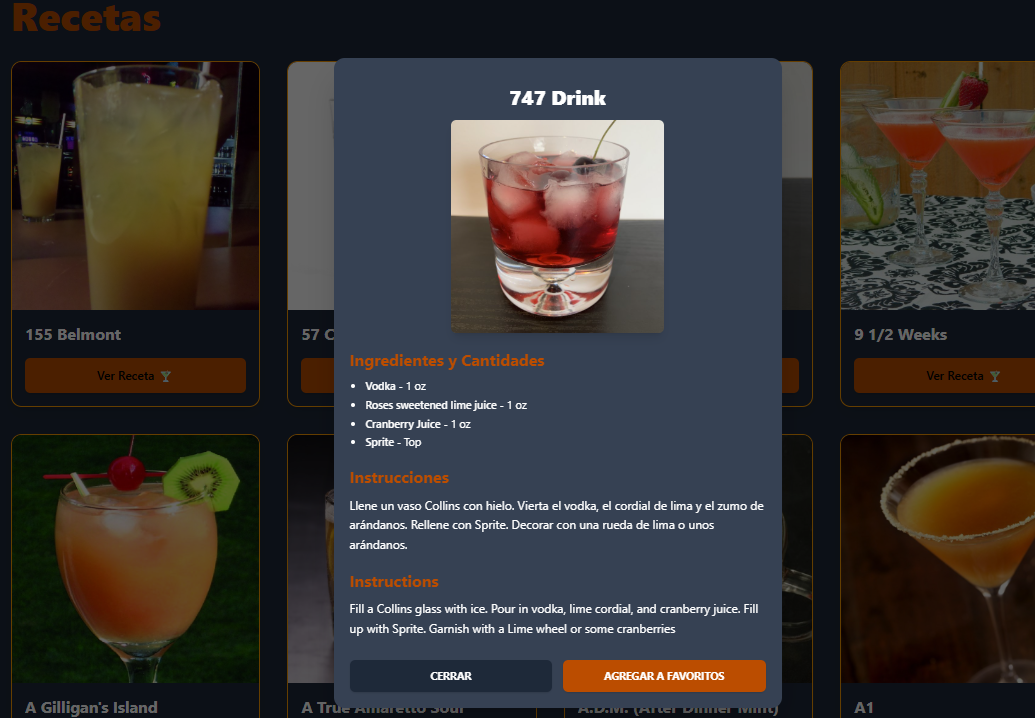 Recetas
747 Drink
Ingredientes y Cantidades
Vodka - 1 oz
Roses sweetened lime juice - 1 oz
Cranberry Juice - 1 oz
Sprite - Top
Instrucciones
Llene un vaso Collins con hielo. Vierta el vodka, el cordial de lima y el zumo de
arándanos. Rellene con Sprite. Decorar con una rueda de lima o unos
arándanos.
Instructions
Fill a Collins glass with ice. Pour in vodka, lime cordial, and cranberry juice. Fill
up with Sprite. Garnish with a Lime wheel or some cranberries
CERRAR
AGREGAR A FAVORITOS
155 Belmont
Ver Receta
57 C
9 1/2 Weeks
Ver Receta
A Gilligan's Island
A True Amaretto Sour
A.D.M. (After Dinner Mint)
A1